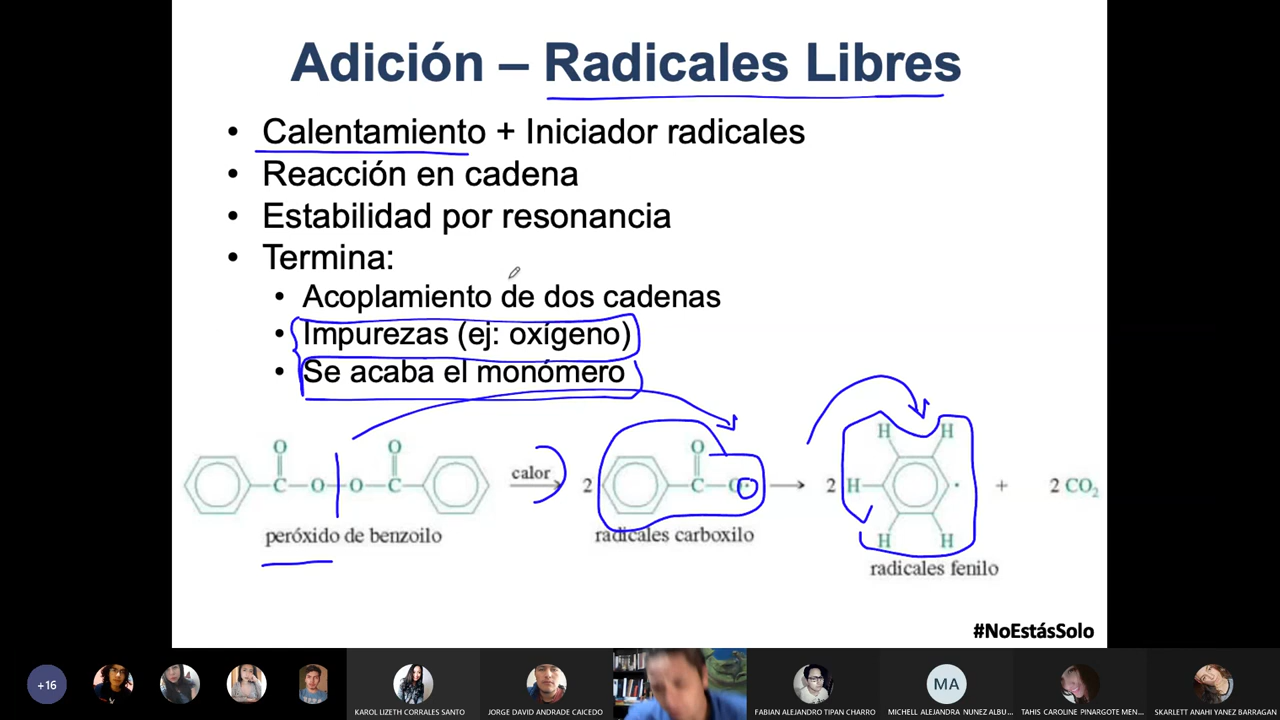 Adición – Radicales Libres
• Calentamiento + Iniciador radicales
• Reacción en cadena
• Estabilidad por resonancia
• Termina:
• Acoplamiento de dos cadenas
• Impurezas (ej: oxígeno)
• Se acaba el monómero
O O O H H
C O O C calor 2 C O· 2 H · + 2 CO₂
H H
peróxido de benzoilo radicales carboxilo
radicales fenilo
#NoEstásSolo
+16 MA
KAROL LIZETH CORRALES SANTO JORGE DAVID ANDRADE CAICEDO FABIAN ALEJANDRO TIPAN CHARRO MICHELL ALEJANDRA NUNEZ ALBU... TAHIS CAROLINE PINARGOTE MEN... SKARLETT ANAHI YANEZ BARRAGAN